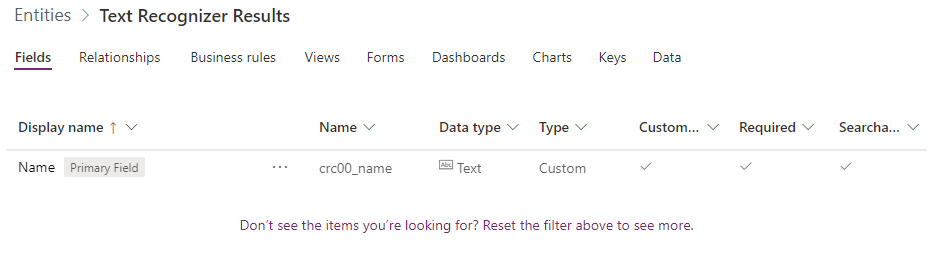 Entities > Text Recognizer Results
Fields Relationships Business rules Views Forms Dashboards Charts Keys Data
Display name ↑ Name Data type Type Custom... Required Searcha...
Name Primary Field ... crc00_name Abc Text Custom
Don't see the items you're looking for? Reset the filter above to see more.